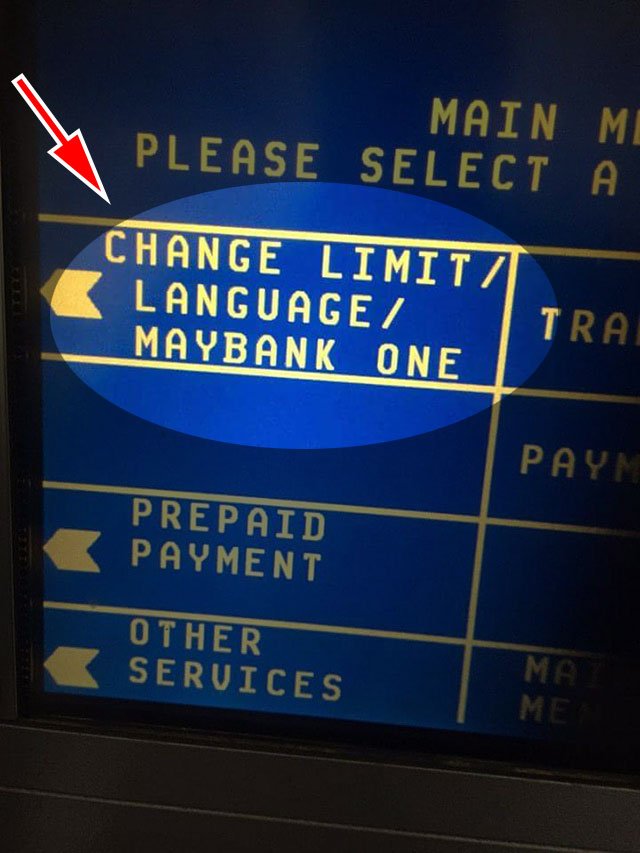 MAIN
PLEASE SELECT A
CHANGE LIMIT/
LANGUAGE/
MAYBANK ONE
PREPAID
PAYMENT
OTHER
SERVICES